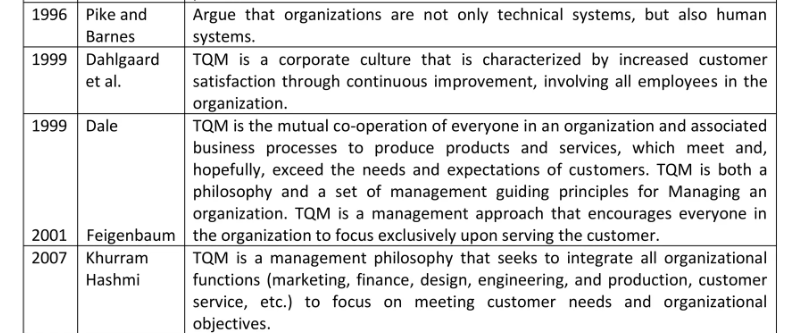 1996 Pike and Argue that organizations are not only technical systems, but also human
Barnes systems.
1999 Dahlgaard TQM is a corporate culture that is characterized by increased customer
et al. satisfaction through continuous improvement, involving all employees in the
organization.
1999 Dale TQM is the mutual co-operation of everyone in an organization and associated
business processes to produce products and services, which meet and,
hopefully, exceed the needs and expectations of customers. TQM is both a
philosophy and a set of management guiding principles for Managing an
organization. TQM is a management approach that encourages everyone in
2001 Feigenbaum the organization to focus exclusively upon serving the customer.
2007 Khurram TQM is a management philosophy that seeks to integrate all organizational
Hashmi functions (marketing, finance, design, engineering, and production, customer
service, etc.) to focus on meeting customer needs and organizational
objectives.